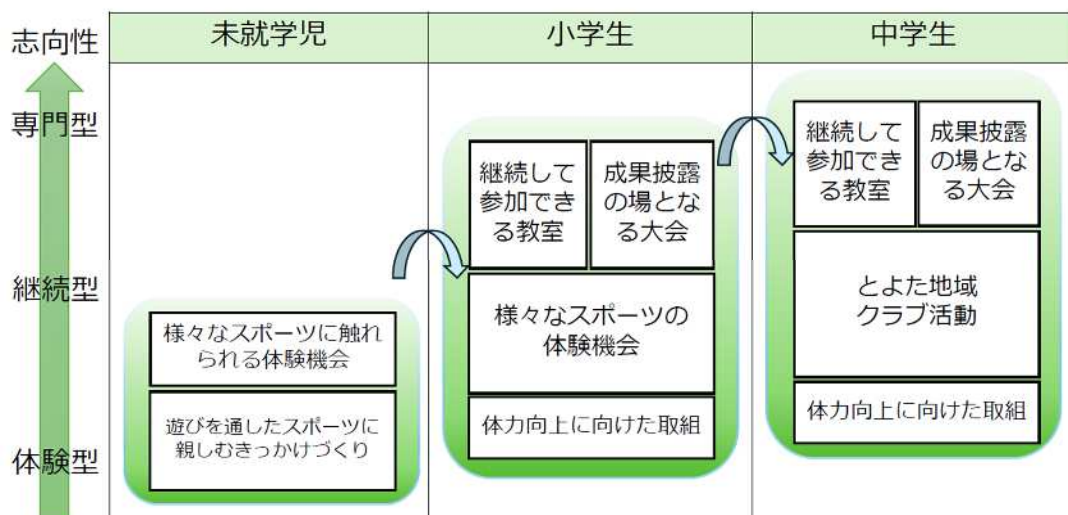 志向性
未就学児
小学生
中学生
専門型
継続型
体験型
様々なスポーツに触れ
られる体験機会
遊びを通したスポーツに
親しむきっかけづくり
継続して
参加でき
る教室
成果披露
の場とな
る大会
様々なスポーツの
体験機会
体力向上に向けた取組
継続して
参加でき
る教室
成果披露
の場とな
る大会
とよた地域
クラブ活動
体力向上に向けた取組